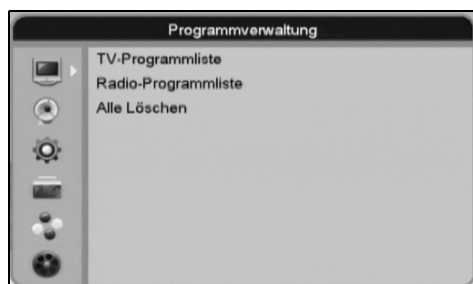 Programmverwaltung
TV-Programmliste
Radio-Programmliste
Alle Löschen